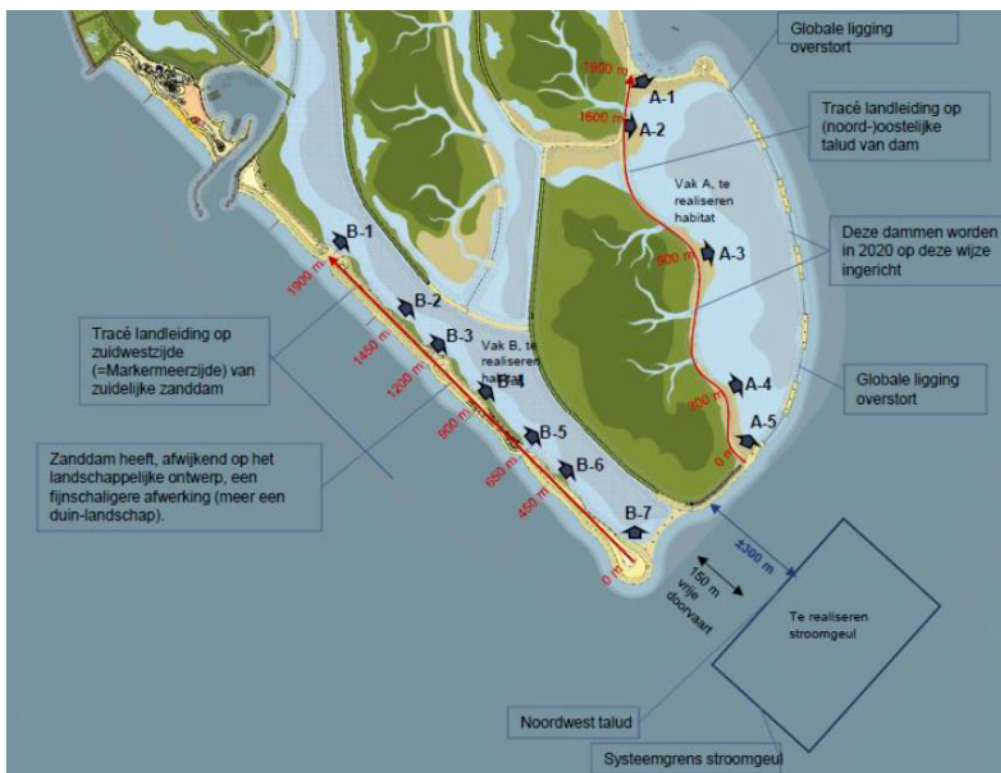 Globale ligging
overstort
1800 m
A-1
1600 m
A-2
Tracé landleiding op
(noord-)oostelijke
talud van dam
Vak A, te
realiseren
habitat
B-1
900 m
A-3
Deze dammen worden
in 2020 op deze wijze
ingericht
1900 m
B-2
Tracé landleiding op
zuidwestzijde
(=Markermeerzijde) van
zuidelijke zanddam
1450 m
B-3
Vak B, te
realiseren
habitat
1200 m
B-4
300 m
A-4
Globale ligging
overstort
900 m
B-5
A-5
0 m
Zanddam heeft, afwijkend op het
landschappelijke ontwerp, een
fijnschaligere afwerking (meer een
duin-landschap).
650 m
B-6
450 m
B-7
±300 m
0 m
150 m
vrije
doorvaart
Te realiseren
stroomgeul
Noordwest talud
Systeemgrens stroomgeul